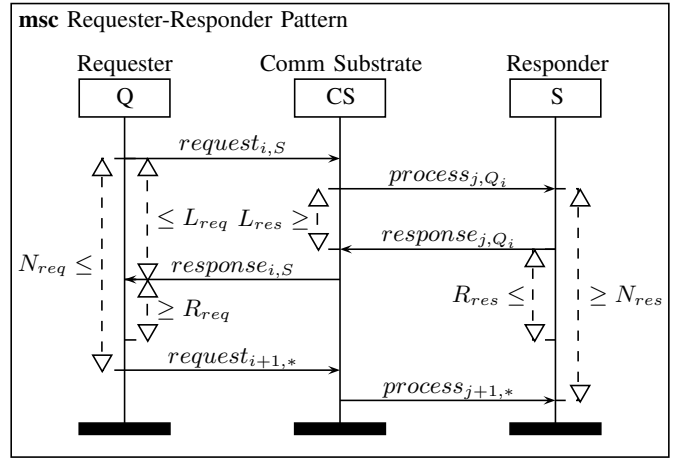 msc Requester-Responder Pattern
Requester Comm Substrate Responder
Q CS S
request_{i,S}
process_{j,Q_i}
≤ L_{req} L_{res} ≥
response_{j,Q_i}
N_{req} ≤ response_{i,S}
R_{res} ≤ ≥ N_{res}
≥ R_{req}
request_{i+1,*}
process_{j+1,*}